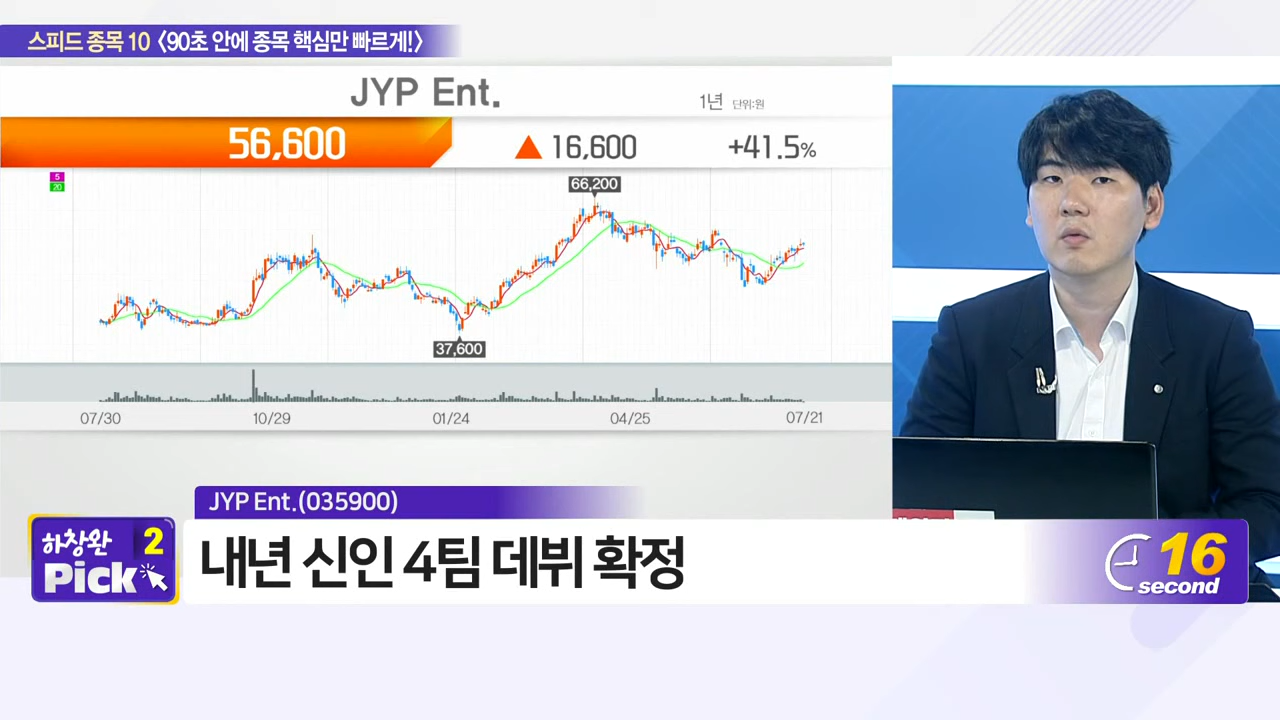 스피드 종목 10 〈90초 안에 종목 핵심만 빠르게!〉
JYP Ent.
1년 단위:원
56,600 ▲ 16,600 +41.5%
5
20
66,200
37,600
07/30 10/29 01/24 04/25 07/21
JYP Ent.(035900)
하창완 2
Pick
내년 신인 4팀 데뷔 확정
16
second